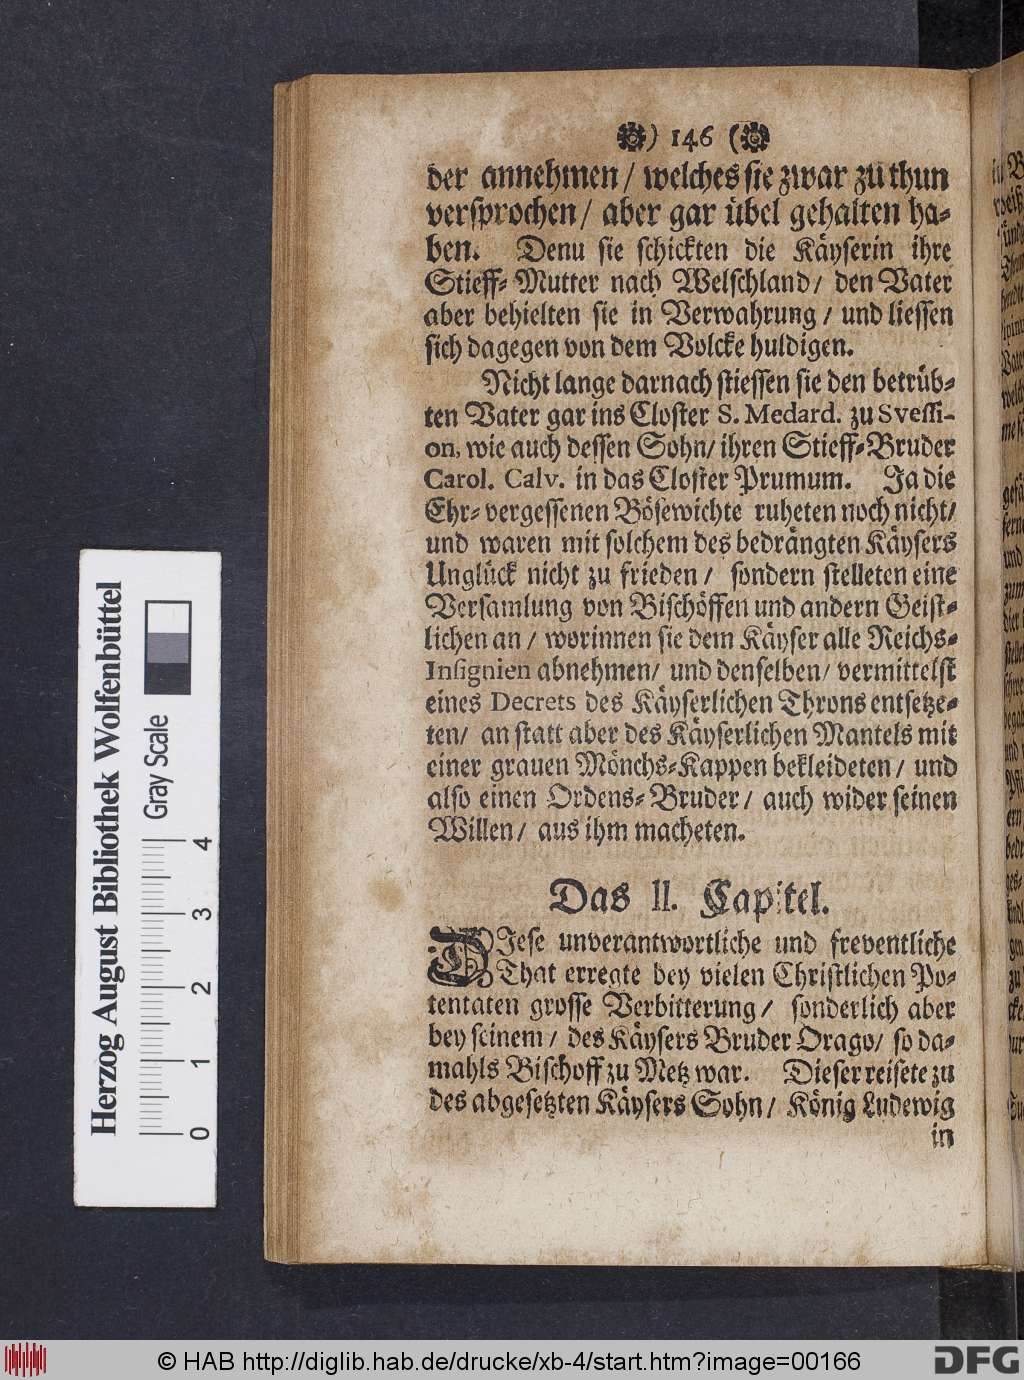 ) 146 (
der annehmen / welches sie zwar zu thun
versprochen / aber gar übel gehalten ha-
ben. Denu sie schickten die Käyserin ihre
Stieff-Mutter nach Welschland / den Vater
aber behielten sie in Verwahrung / und liessen
sich dagegen von dem Volcke huldigen.
Nicht lange darnach stiessen sie den betrüb-
ten Vater gar ins Closter S. Medard. zu Svessi-
on, wie auch dessen Sohn / ihren Stieff-Bruder
Carol. Calv. in das Closter Prumum. Ja die
Ehr-vergessenen Bösewichte ruheten noch nicht /
und waren mit solchem des bedrängten Käysers
Unglück nicht zu frieden / sondern stelleten eine
Versamlung von Bischöffen und andern Geist-
lichen an / worinnen sie dem Käyser alle Reichs-
Insignien abnehmen / und denselben / vermittelst
eines Decrets des Käyserlichen Throns entsetze-
ten / an statt aber des Käyserlichen Mantels mit
einer grauen Mönchs-Kappen bekleideten / und
also einen Ordens-Bruder / auch wider seinen
Willen / aus ihm macheten.
Das II. Capitel.
DIese unverantwortliche und freventliche
That erregte bey vielen Christlichen Po-
tentaten grosse Verbitterung / sonderlich aber
bey seinem / des Käysers Bruder Drago / so da-
mahls Bischoff zu Metz war. Dieser reisete zu
des abgesetzten Käysers Sohn / König Ludewig
in
Herzog August Bibliothek Wolfenbüttel
Gray Scale
0 1 2 3 4
© HAB http://diglib.hab.de/drucke/xb-4/start.htm?image=00166
DFG